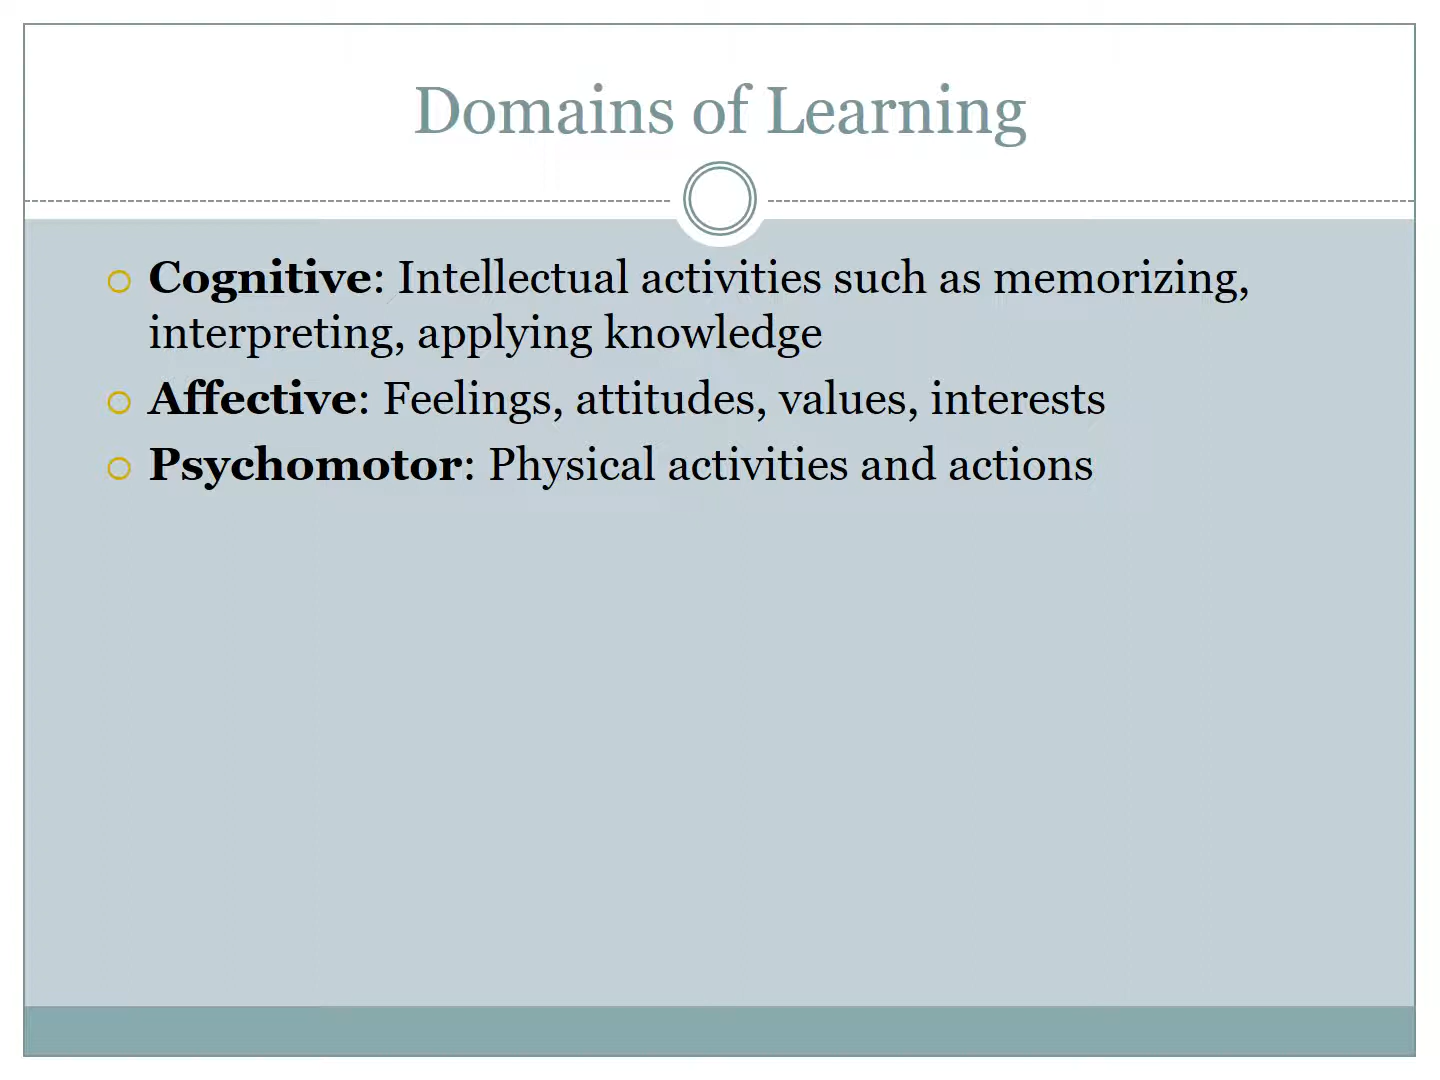 Domains of Learning
Cognitive: Intellectual activities such as memorizing,
interpreting, applying knowledge
Affective: Feelings, attitudes, values, interests
Psychomotor: Physical activities and actions